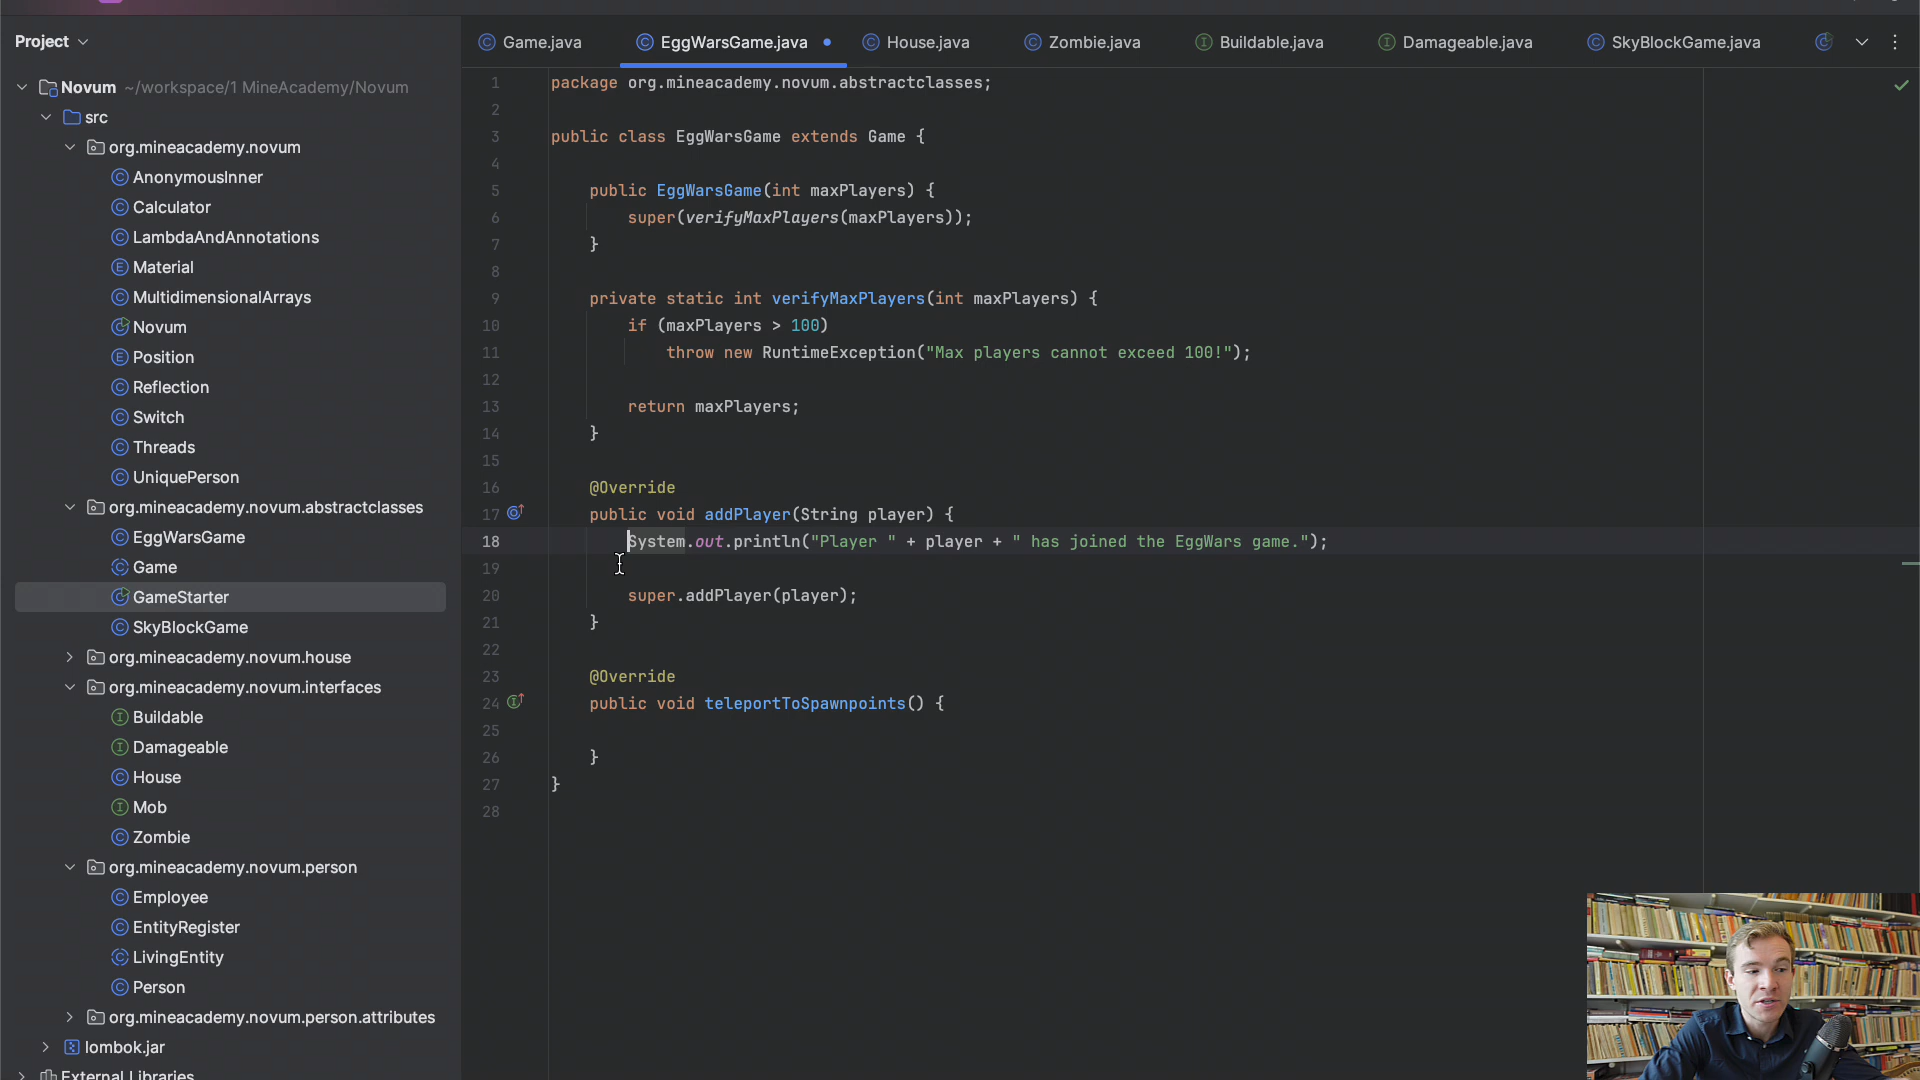 Project
Novum ~/workspace/1 MineAcademy/Novum
src
org.mineacademy.novum
AnonymousInner
Calculator
LambdaAndAnnotations
Material
MultidimensionalArrays
Novum
Position
Reflection
Switch
Threads
UniquePerson
org.mineacademy.novum.abstractclasses
EggWarsGame
Game
GameStarter
SkyBlockGame
org.mineacademy.novum.house
org.mineacademy.novum.interfaces
Buildable
Damageable
House
Mob
Zombie
org.mineacademy.novum.person
Employee
EntityRegister
LivingEntity
Person
org.mineacademy.novum.person.attributes
lombok.jar
External Libraries
Game.java EggWarsGame.java House.java Zombie.java Buildable.java Damageable.java SkyBlockGame.java
1 package org.mineacademy.novum.abstractclasses;
2
3 public class EggWarsGame extends Game {
4
5 public EggWarsGame(int maxPlayers) {
6 super(verifyMaxPlayers(maxPlayers));
7 }
8
9 private static int verifyMaxPlayers(int maxPlayers) {
10 if (maxPlayers > 100)
11 throw new RuntimeException("Max players cannot exceed 100!");
12
13 return maxPlayers;
14 }
15
16 @Override
17 public void addPlayer(String player) {
18 System.out.println("Player " + player + " has joined the EggWars game.");
19
20 super.addPlayer(player);
21 }
22
23 @Override
24 public void teleportToSpawnpoints() {
25
26 }
27 }
28